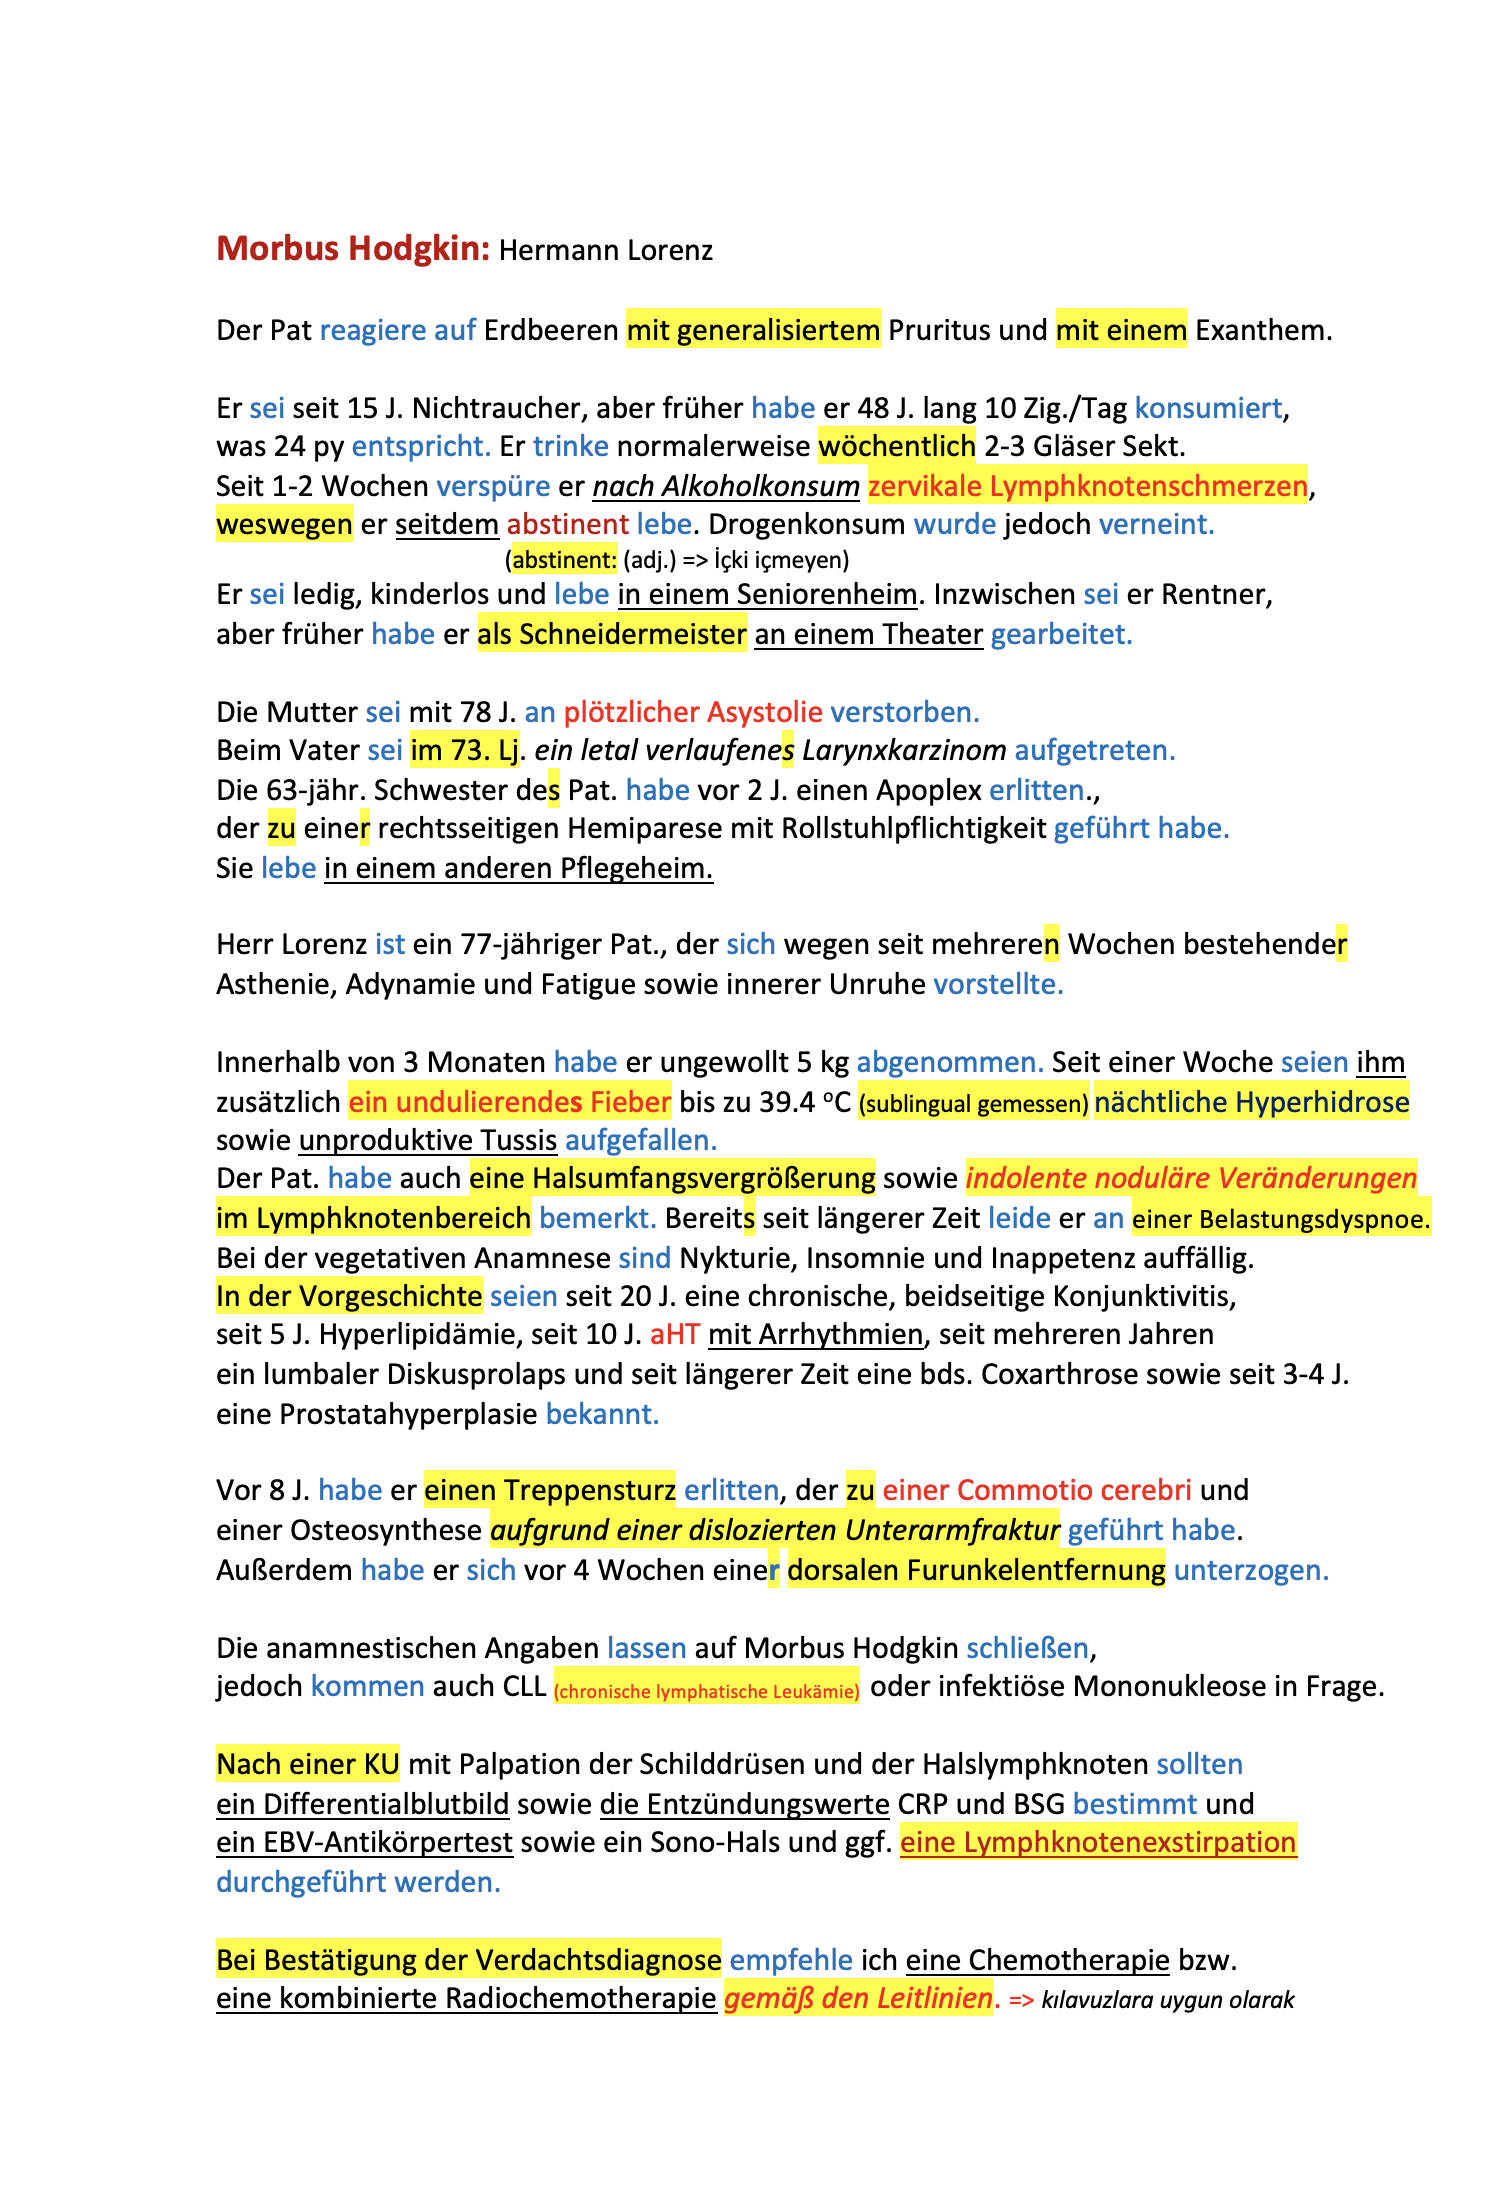 Morbus Hodgkin: Hermann Lorenz
Der Pat reagiere auf Erdbeeren mit generalisiertem Pruritus und mit einem Exanthem.
Er sei seit 15 J. Nichtraucher, aber früher habe er 48 J. lang 10 Zig./Tag konsumiert,
was 24 py entspricht. Er trinke normalerweise wöchentlich 2-3 Gläser Sekt.
Seit 1-2 Wochen verspüre er nach Alkoholkonsum zervikale Lymphknotenschmerzen,
weswegen er seitdem abstinent lebe. Drogenkonsum wurde jedoch verneint.
(abstinent: (adj.) => İçki içmeyen)
Er sei ledig, kinderlos und lebe in einem Seniorenheim. Inzwischen sei er Rentner,
aber früher habe er als Schneidermeister an einem Theater gearbeitet.
Die Mutter sei mit 78 J. an plötzlicher Asystolie verstorben.
Beim Vater sei im 73. Lj. ein letal verlaufenes Larynxkarzinom aufgetreten.
Die 63-jähr. Schwester des Pat. habe vor 2 J. einen Apoplex erlitten.,
der zu einer rechtsseitigen Hemiparese mit Rollstuhlpflichtigkeit geführt habe.
Sie lebe in einem anderen Pflegeheim.
Herr Lorenz ist ein 77-jähriger Pat., der sich wegen seit mehreren Wochen bestehender
Asthenie, Adynamie und Fatigue sowie innerer Unruhe vorstellte.
Innerhalb von 3 Monaten habe er ungewollt 5 kg abgenommen. Seit einer Woche seien ihm
zusätzlich ein undulierendes Fieber bis zu 39.4 °C (sublingual gemessen) nächtliche Hyperhidrose
sowie unproduktive Tussis aufgefallen.
Der Pat. habe auch eine Halsumfangsvergrößerung sowie indolente noduläre Veränderungen
im Lymphknotenbereich bemerkt. Bereits seit längerer Zeit leide er an einer Belastungsdyspnoe.
Bei der vegetativen Anamnese sind Nykturie, Insomnie und Inappetenz auffällig.
In der Vorgeschichte seien seit 20 J. eine chronische, beidseitige Konjunktivitis,
seit 5 J. Hyperlipidämie, seit 10 J. aHT mit Arrhythmien, seit mehreren Jahren
ein lumbaler Diskusprolaps und seit längerer Zeit eine bds. Coxarthrose sowie seit 3-4 J.
eine Prostatahyperplasie bekannt.
Vor 8 J. habe er einen Treppensturz erlitten, der zu einer Commotio cerebri und
einer Osteosynthese aufgrund einer dislozierten Unterarmfraktur geführt habe.
Außerdem habe er sich vor 4 Wochen einer dorsalen Furunkelentfernung unterzogen.
Die anamnestischen Angaben lassen auf Morbus Hodgkin schließen,
jedoch kommen auch CLL (chronische lymphatische Leukämie) oder infektiöse Mononukleose in Frage.
Nach einer KU mit Palpation der Schilddrüsen und der Halslymphknoten sollten
ein Differentialblutbild sowie die Entzündungswerte CRP und BSG bestimmt und
ein EBV-Antikörpertest sowie ein Sono-Hals und ggf. eine Lymphknotenexstirpation
durchgeführt werden.
Bei Bestätigung der Verdachtsdiagnose empfehle ich eine Chemotherapie bzw.
eine kombinierte Radiochemotherapie gemäß den Leitlinien. => kılavuzlara uygun olarak